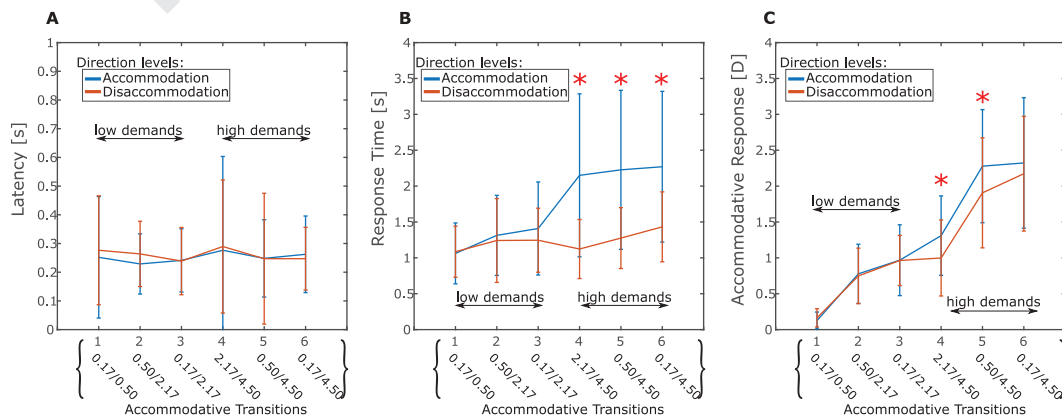 A
Latency [s]
1
0.9
0.8
0.7
0.6
0.5
0.4
0.3
0.2
0.1
0
Direction levels:
Accommodation
Disaccommodation
low demands
high demands
1 2 3 4 5 6
{ 0.17/0.50 0.50/2.17 0.17/2.17 2.17/4.50 0.50/4.50 0.17/4.50 }
Accommodative Transitions
B
Response Time [s]
4
3.5
3
2.5
2
1.5
1
0.5
0
Direction levels:
Accommodation
Disaccommodation
* * *
low demands
high demands
1 2 3 4 5 6
{ 0.17/0.50 0.50/2.17 0.17/2.17 2.17/4.50 0.50/4.50 0.17/4.50 }
Accommodative Transitions
C
Accommodative Response [D]
4
3.5
3
2.5
2
1.5
1
0.5
0
Direction levels:
Accommodation
Disaccommodation
*
*
low demands
high demands
1 2 3 4 5 6
{ 0.17/0.50 0.50/2.17 0.17/2.17 2.17/4.50 0.50/4.50 0.17/4.50 }
Accommodative Transitions